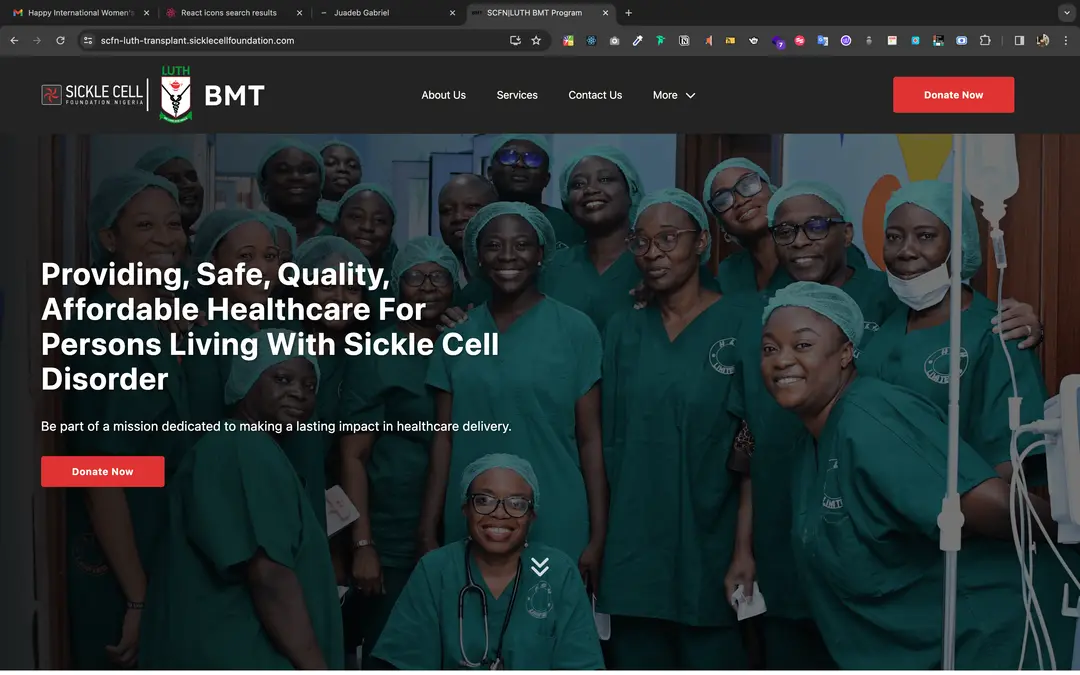 Happy International Women's
React icons search results
Juadeb Gabriel
SCFN|LUTH BMT Program
scfn-luth-transplant.sicklecellfoundation.com
7
LUTH
SICKLE CELL
FOUNDATION NIGERIA
BMT
About Us
Services
Contact Us
More
Donate Now
Providing, Safe, Quality,
Affordable Healthcare For
Persons Living With Sickle Cell
Disorder
Be part of a mission dedicated to making a lasting impact in healthcare delivery.
Donate Now